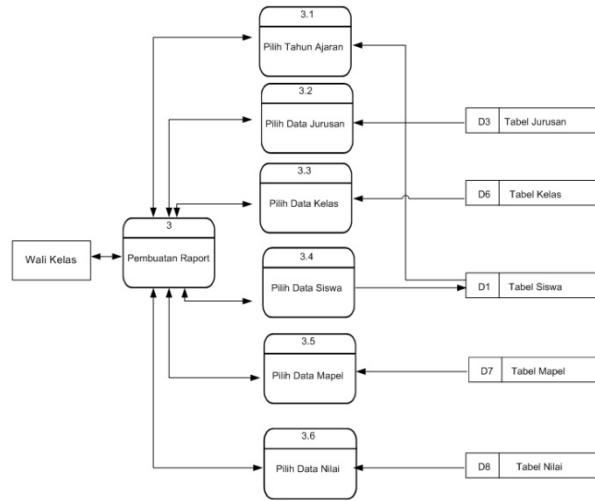 3.1
Pilih Tahun Ajaran
3.2
Pilih Data Jurusan
D3 Tabel Jurusan
3.3
Pilih Data Kelas
D6 Tabel Kelas
3
Pembuatan Raport
Wali Kelas
3.4
Pilih Data Siswa
D1 Tabel Siswa
3.5
Pilih Data Mapel
D7 Tabel Mapel
3.6
Pilih Data Nilai
D8 Tabel Nilai